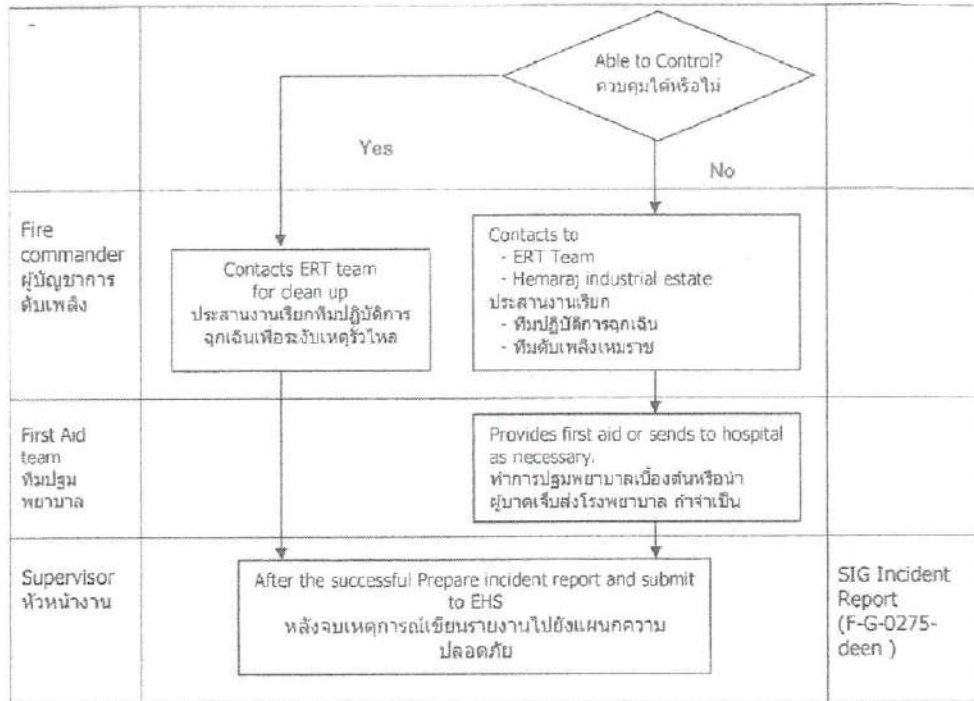 -
Able to Control?
ควบคุมได้หรือไม่
Yes
No
Fire
commander
ผู้บัญชาการ
ดับเพลิง
Contacts ERT team
for clean up
ประสานงานเรียกทีมปฏิบัติการ
ฉุกเฉินเพื่อระงับเหตุรั่วไหล
Contacts to
- ERT Team
- Hemaraj industrial estate
ประสานงานเรียก
- ทีมปฏิบัติการฉุกเฉิน
- ทีมดับเพลิงเหมราช
First Aid
team
ทีมปฐม
พยาบาล
Provides first aid or sends to hospital
as necessary.
ทำการปฐมพยาบาลเบื้องต้นหรือนำ
ผู้บาดเจ็บส่งโรงพยาบาล ถ้าจำเป็น
Supervisor
หัวหน้างาน
After the successful Prepare incident report and submit
to EHS
หลังจบเหตุการณ์เขียนรายงานไปยังแผนกความ
ปลอดภัย
SIG Incident
Report
(F-G-0275-
deen )